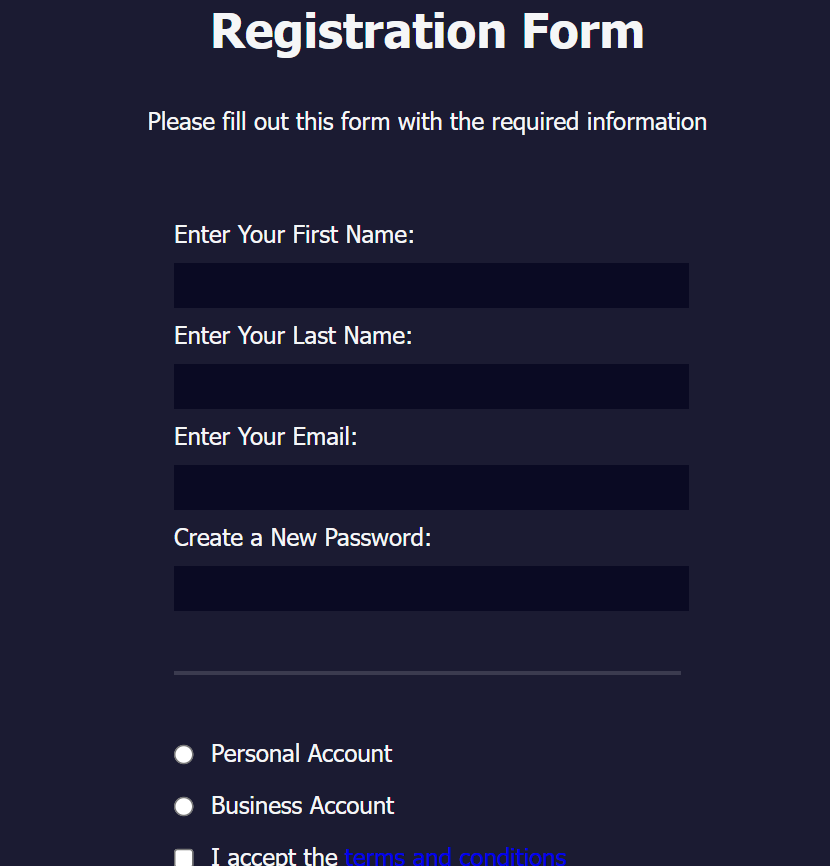 Registration Form
Please fill out this form with the required information
Enter Your First Name:
Enter Your Last Name:
Enter Your Email:
Create a New Password:
Personal Account
Business Account
I accept the terms and conditions